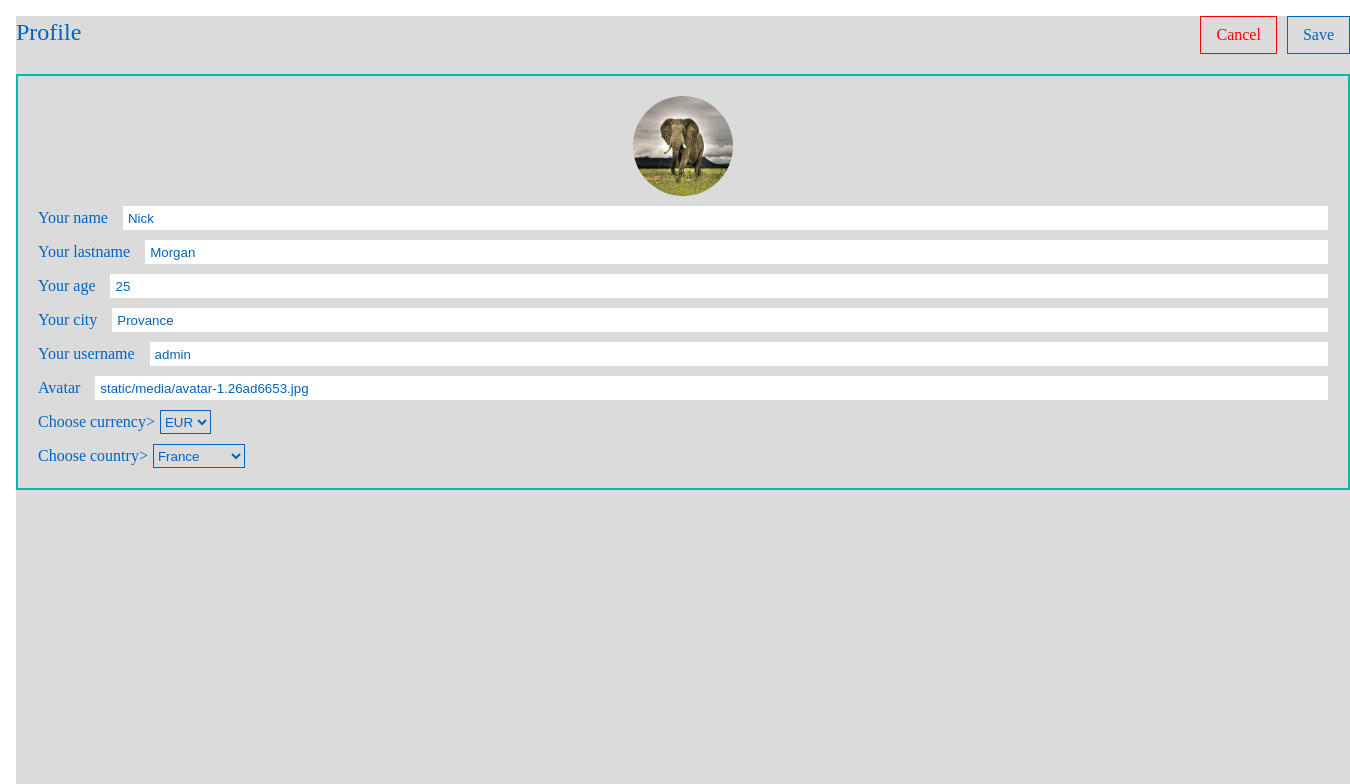 Profile Cancel Save
Your name Nick
Your lastname Morgan
Your age 25
Your city Provance
Your username admin
Avatar static/media/avatar-1.26ad6653.jpg
Choose currency> EUR
Choose country> France